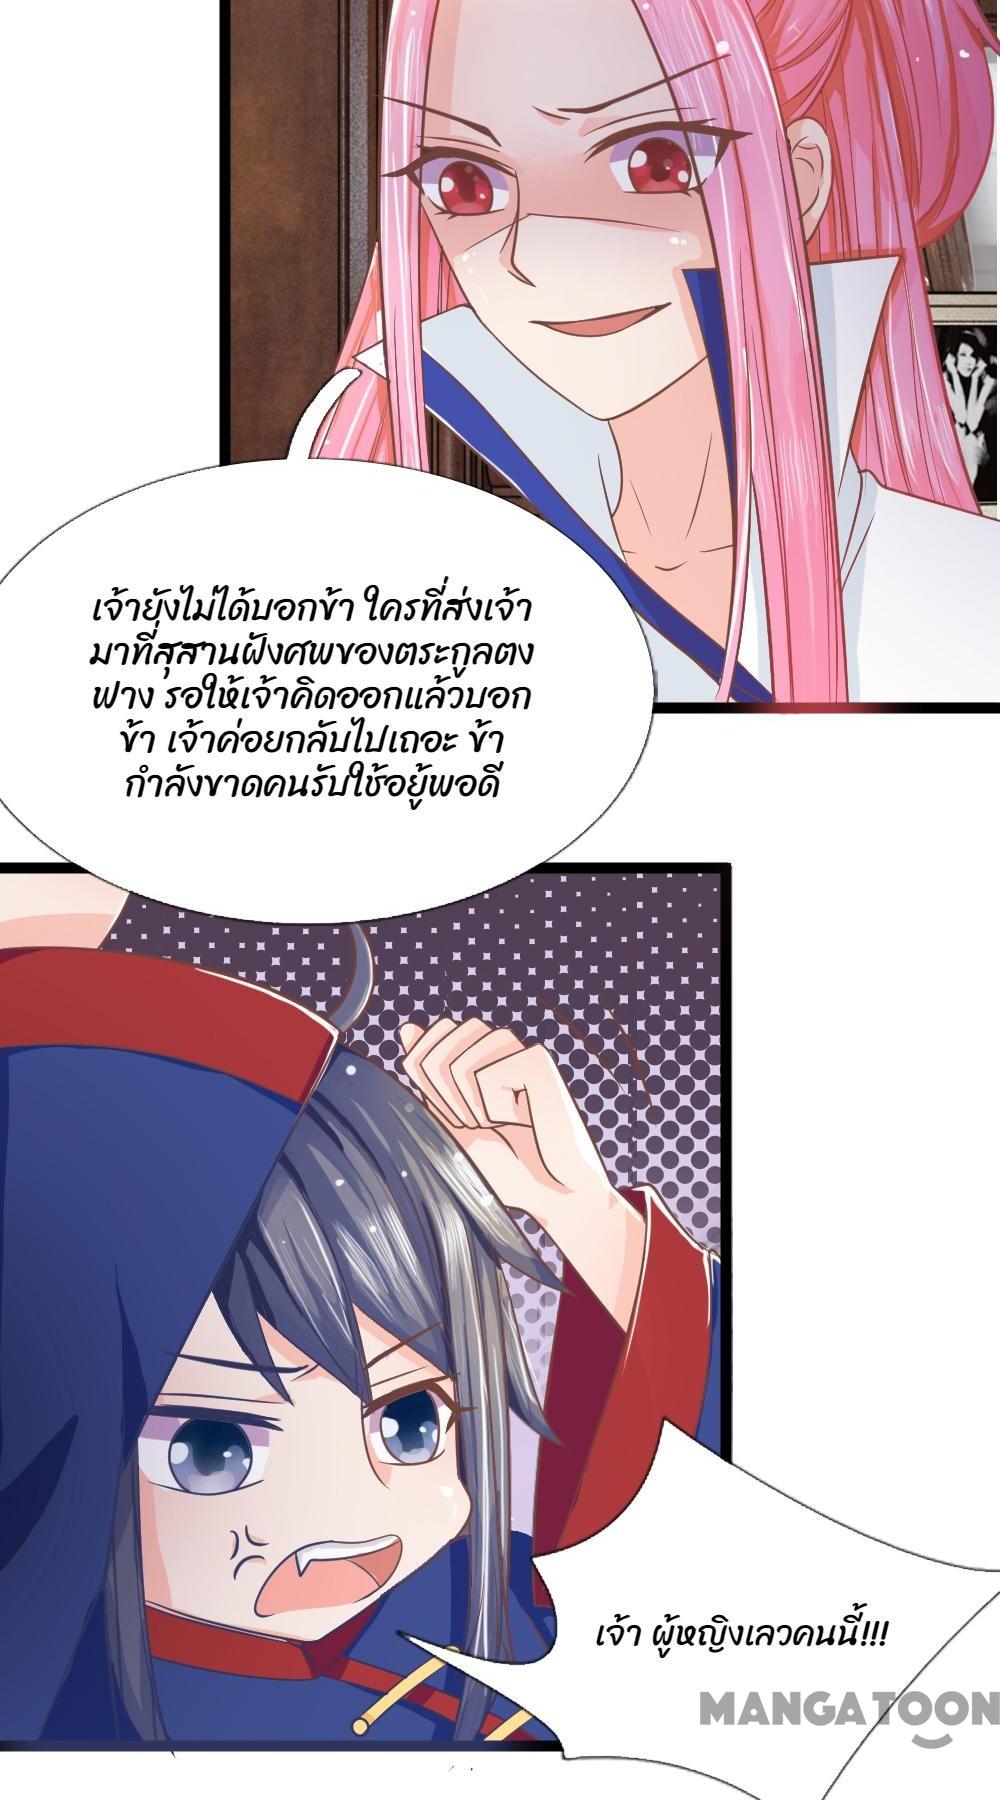 เจ้ายังไม่ได้บอกข้า ใครที่ส่งเจ้า
มาที่สุสานฝังศพของตระกูลตง
ฟาง รอให้เจ้าคิดออกแล้วบอก
ข้า เจ้าค่อยกลับไปเถอะ ข้า
กำลังขาดคนรับใช้อยู้พอดี
เจ้า ผู้หญิงเลวคนนี้!!!
MANGATOON